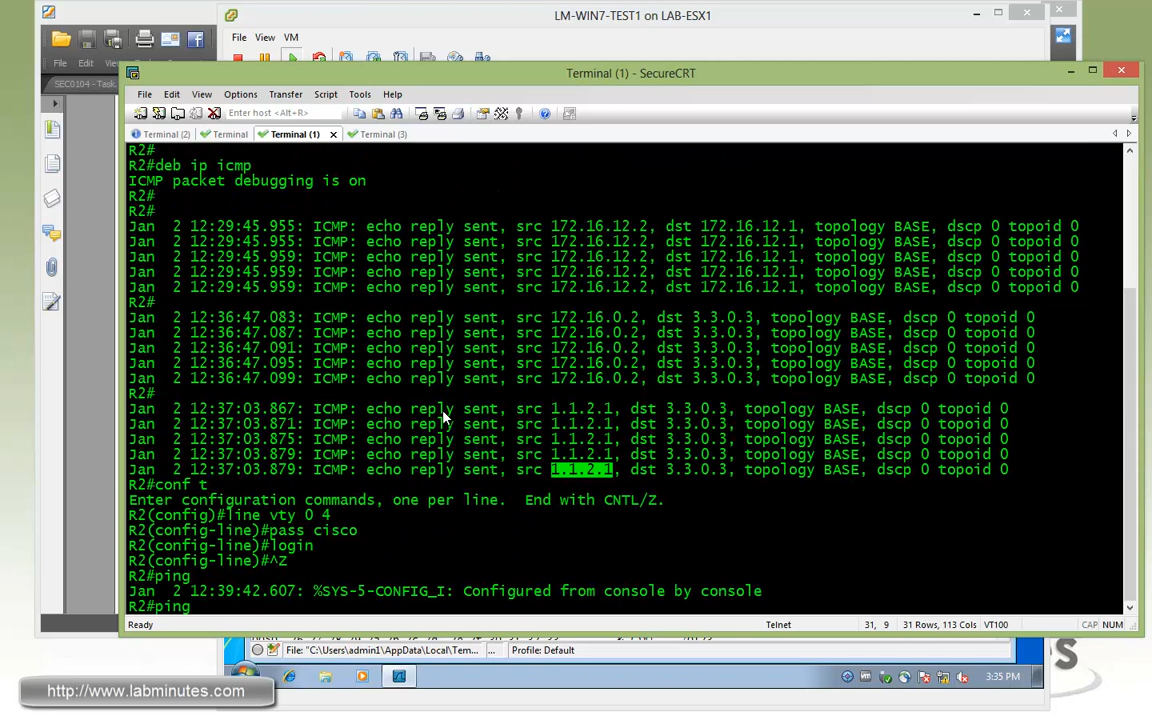 LM-WIN7-TEST1 on LAB-ESX1
File View VM
File Vie
SEC0104 - Task.
Terminal (1) - SecureCRT
File Edit View Options Transfer Script Tools Help
Enter host <Alt+R>
Terminal (2) Terminal Terminal (1) x Terminal (3)
R2#
R2#deb ip icmp
ICMP packet debugging is on
R2#
R2#
Jan  2 12:29:45.955: ICMP: echo reply sent, src 172.16.12.2, dst 172.16.12.1, topology BASE, dscp 0 topoid 0
Jan  2 12:29:45.955: ICMP: echo reply sent, src 172.16.12.2, dst 172.16.12.1, topology BASE, dscp 0 topoid 0
Jan  2 12:29:45.959: ICMP: echo reply sent, src 172.16.12.2, dst 172.16.12.1, topology BASE, dscp 0 topoid 0
Jan  2 12:29:45.959: ICMP: echo reply sent, src 172.16.12.2, dst 172.16.12.1, topology BASE, dscp 0 topoid 0
Jan  2 12:29:45.959: ICMP: echo reply sent, src 172.16.12.2, dst 172.16.12.1, topology BASE, dscp 0 topoid 0
R2#
Jan  2 12:36:47.083: ICMP: echo reply sent, src 172.16.0.2, dst 3.3.0.3, topology BASE, dscp 0 topoid 0
Jan  2 12:36:47.087: ICMP: echo reply sent, src 172.16.0.2, dst 3.3.0.3, topology BASE, dscp 0 topoid 0
Jan  2 12:36:47.091: ICMP: echo reply sent, src 172.16.0.2, dst 3.3.0.3, topology BASE, dscp 0 topoid 0
Jan  2 12:36:47.095: ICMP: echo reply sent, src 172.16.0.2, dst 3.3.0.3, topology BASE, dscp 0 topoid 0
Jan  2 12:36:47.099: ICMP: echo reply sent, src 172.16.0.2, dst 3.3.0.3, topology BASE, dscp 0 topoid 0
R2#
Jan  2 12:37:03.867: ICMP: echo reply sent, src 1.1.2.1, dst 3.3.0.3, topology BASE, dscp 0 topoid 0
Jan  2 12:37:03.871: ICMP: echo reply sent, src 1.1.2.1, dst 3.3.0.3, topology BASE, dscp 0 topoid 0
Jan  2 12:37:03.875: ICMP: echo reply sent, src 1.1.2.1, dst 3.3.0.3, topology BASE, dscp 0 topoid 0
Jan  2 12:37:03.879: ICMP: echo reply sent, src 1.1.2.1, dst 3.3.0.3, topology BASE, dscp 0 topoid 0
Jan  2 12:37:03.879: ICMP: echo reply sent, src 1.1.2.1, dst 3.3.0.3, topology BASE, dscp 0 topoid 0
R2#conf t
Enter configuration commands, one per line.  End with CNTL/Z.
R2(config)#line vty 0 4
R2(config-line)#pass cisco
R2(config-line)#login
R2(config-line)#^Z
R2#ping
Jan  2 12:39:42.607: %SYS-5-CONFIG_I: Configured from console by console
R2#ping
Ready Telnet 31, 9 31 Rows, 113 Cols VT100 CAP NUM
File: "C:\Users\admin1\AppData\Local\Tem... ... Profile: Default
3:35 PM
http://www.labminutes.com